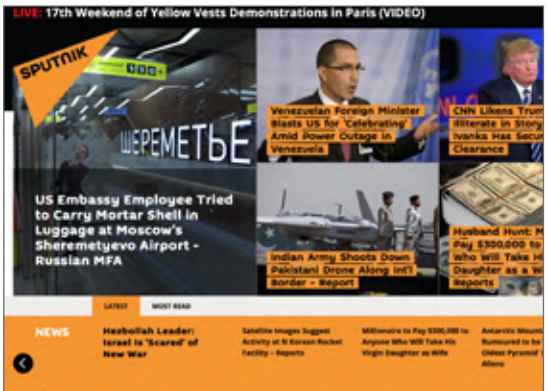 LIVE: 17th Weekend of Yellow Vests Demonstrations in Paris (VIDEO)
SPUTNIK
ШЕРЕМЕТЬЕ
US Embassy Employee Tried
to Carry Mortar Shell in
Luggage at Moscow's
Sheremetyevo Airport -
Russian MFA
Venezuelan Foreign Minister
Blasts US for 'Celebrating'
Amid Power Outage in
Venezuela
CNN Likens Trum
Illiterate in Story
Ivanka Has Secur
Clearance
Indian Army Shoots Down
Pakistani Drone Along Int'l
Border - Report
Husband Hunt: M
Pay $300,000 to
Who Will Take Hi
Daughter as a W
Reports
LATEST
MOST READ
NEWS
Hezbollah Leader:
Israel Is 'Scared' of
New War
Satellite Images Suggest
Activity at N Korean Rocket
Facility - Reports
Millionaire to Pay $300,000 to
Anyone Who Will Take His
Virgin Daughter as Wife
Antarctic Mount
Rumoured to be
Oldest Pyramid'
Aliens